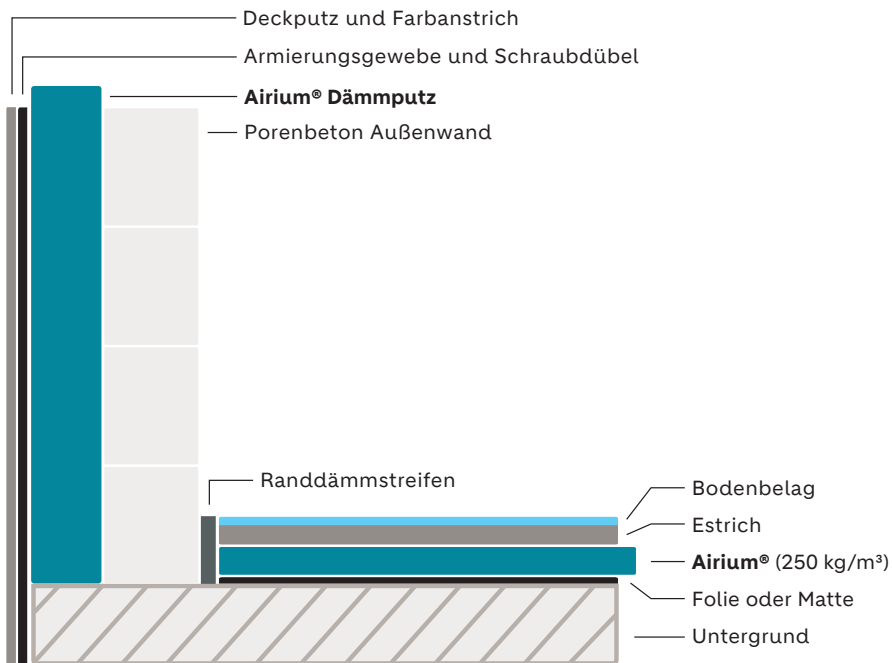 Deckputz und Farbanstrich
Armierungsgewebe und Schraubdübel
Airium® Dämmputz
Porenbeton Außenwand
Randdämmstreifen
Bodenbelag
Estrich
Airium® (250 kg/m³)
Folie oder Matte
Untergrund